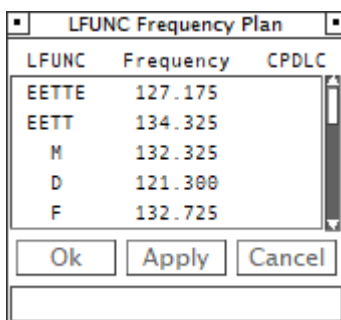 LFUNC Frequency Plan
LFUNC Frequency CPDLC
EETTE 127.175
EETT 134.325
M 132.325
D 121.300
F 132.725
Ok Apply Cancel